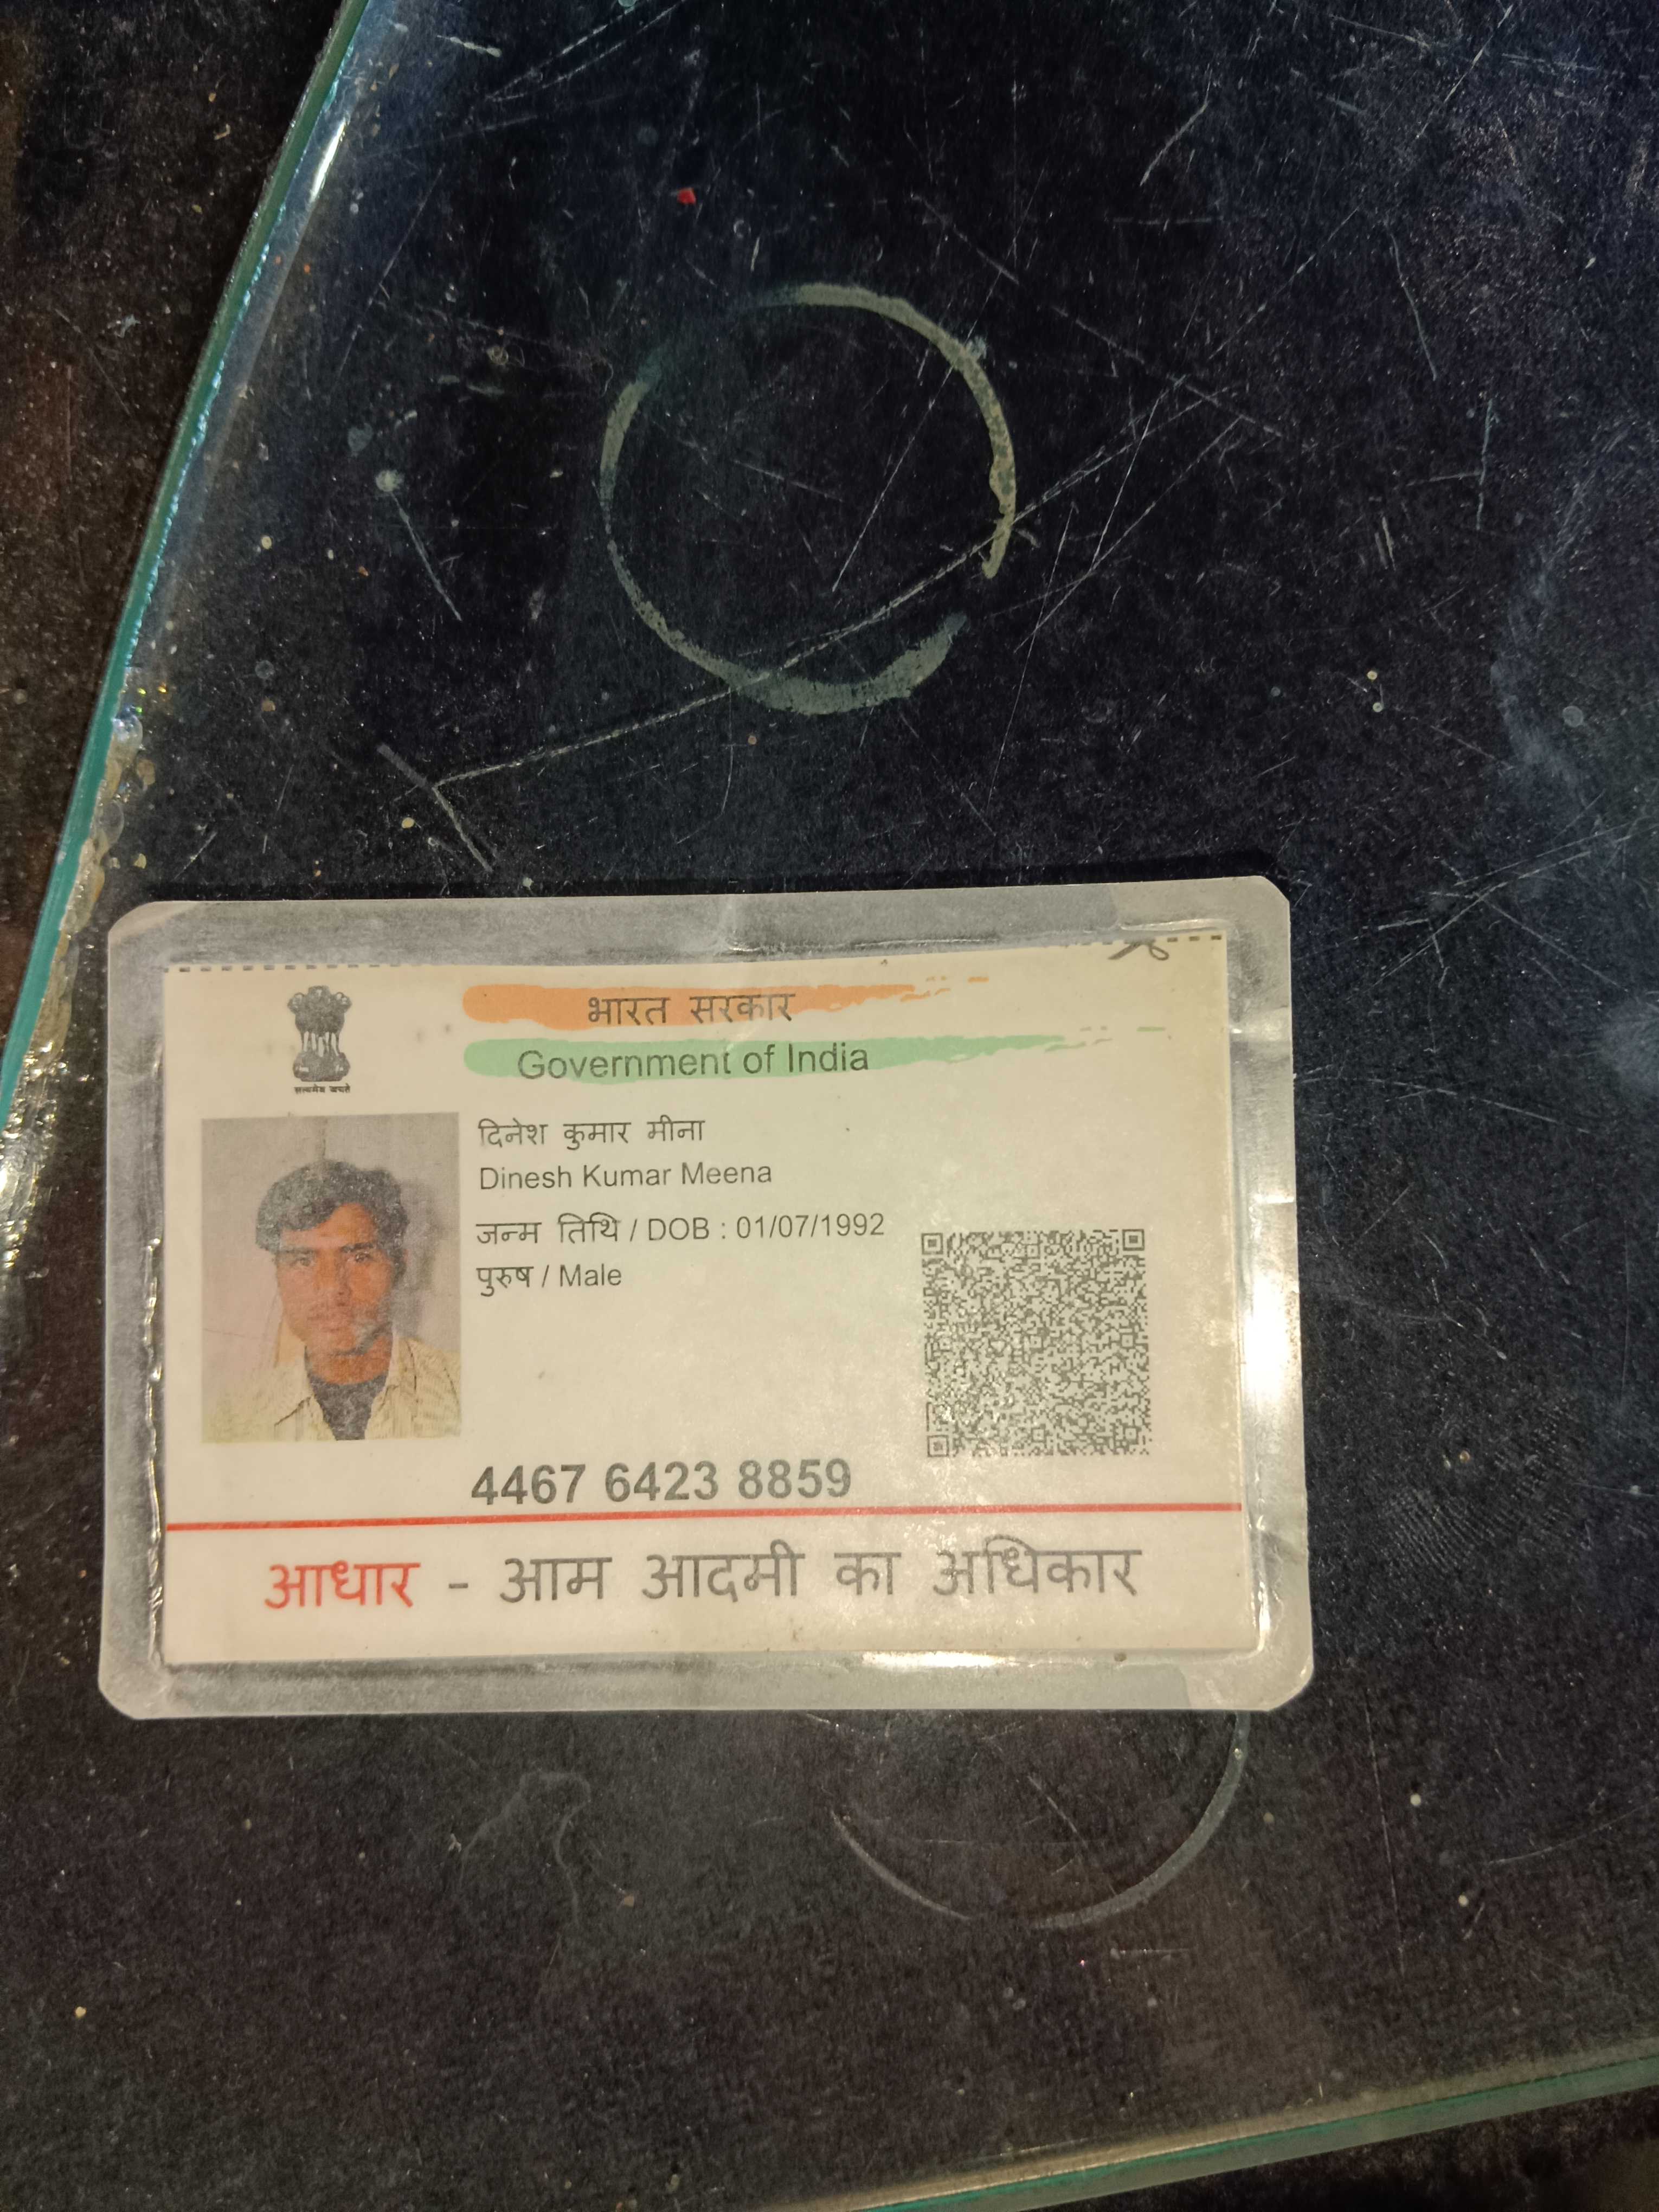 सत्यमेव जयते
भारत सरकार
Government of India
दिनेश कुमार मीना
Dinesh Kumar Meena
जन्म तिथि / DOB : 01/07/1992
पुरुष / Male
4467 6423 8859
आधार - आम आदमी का अधिकार